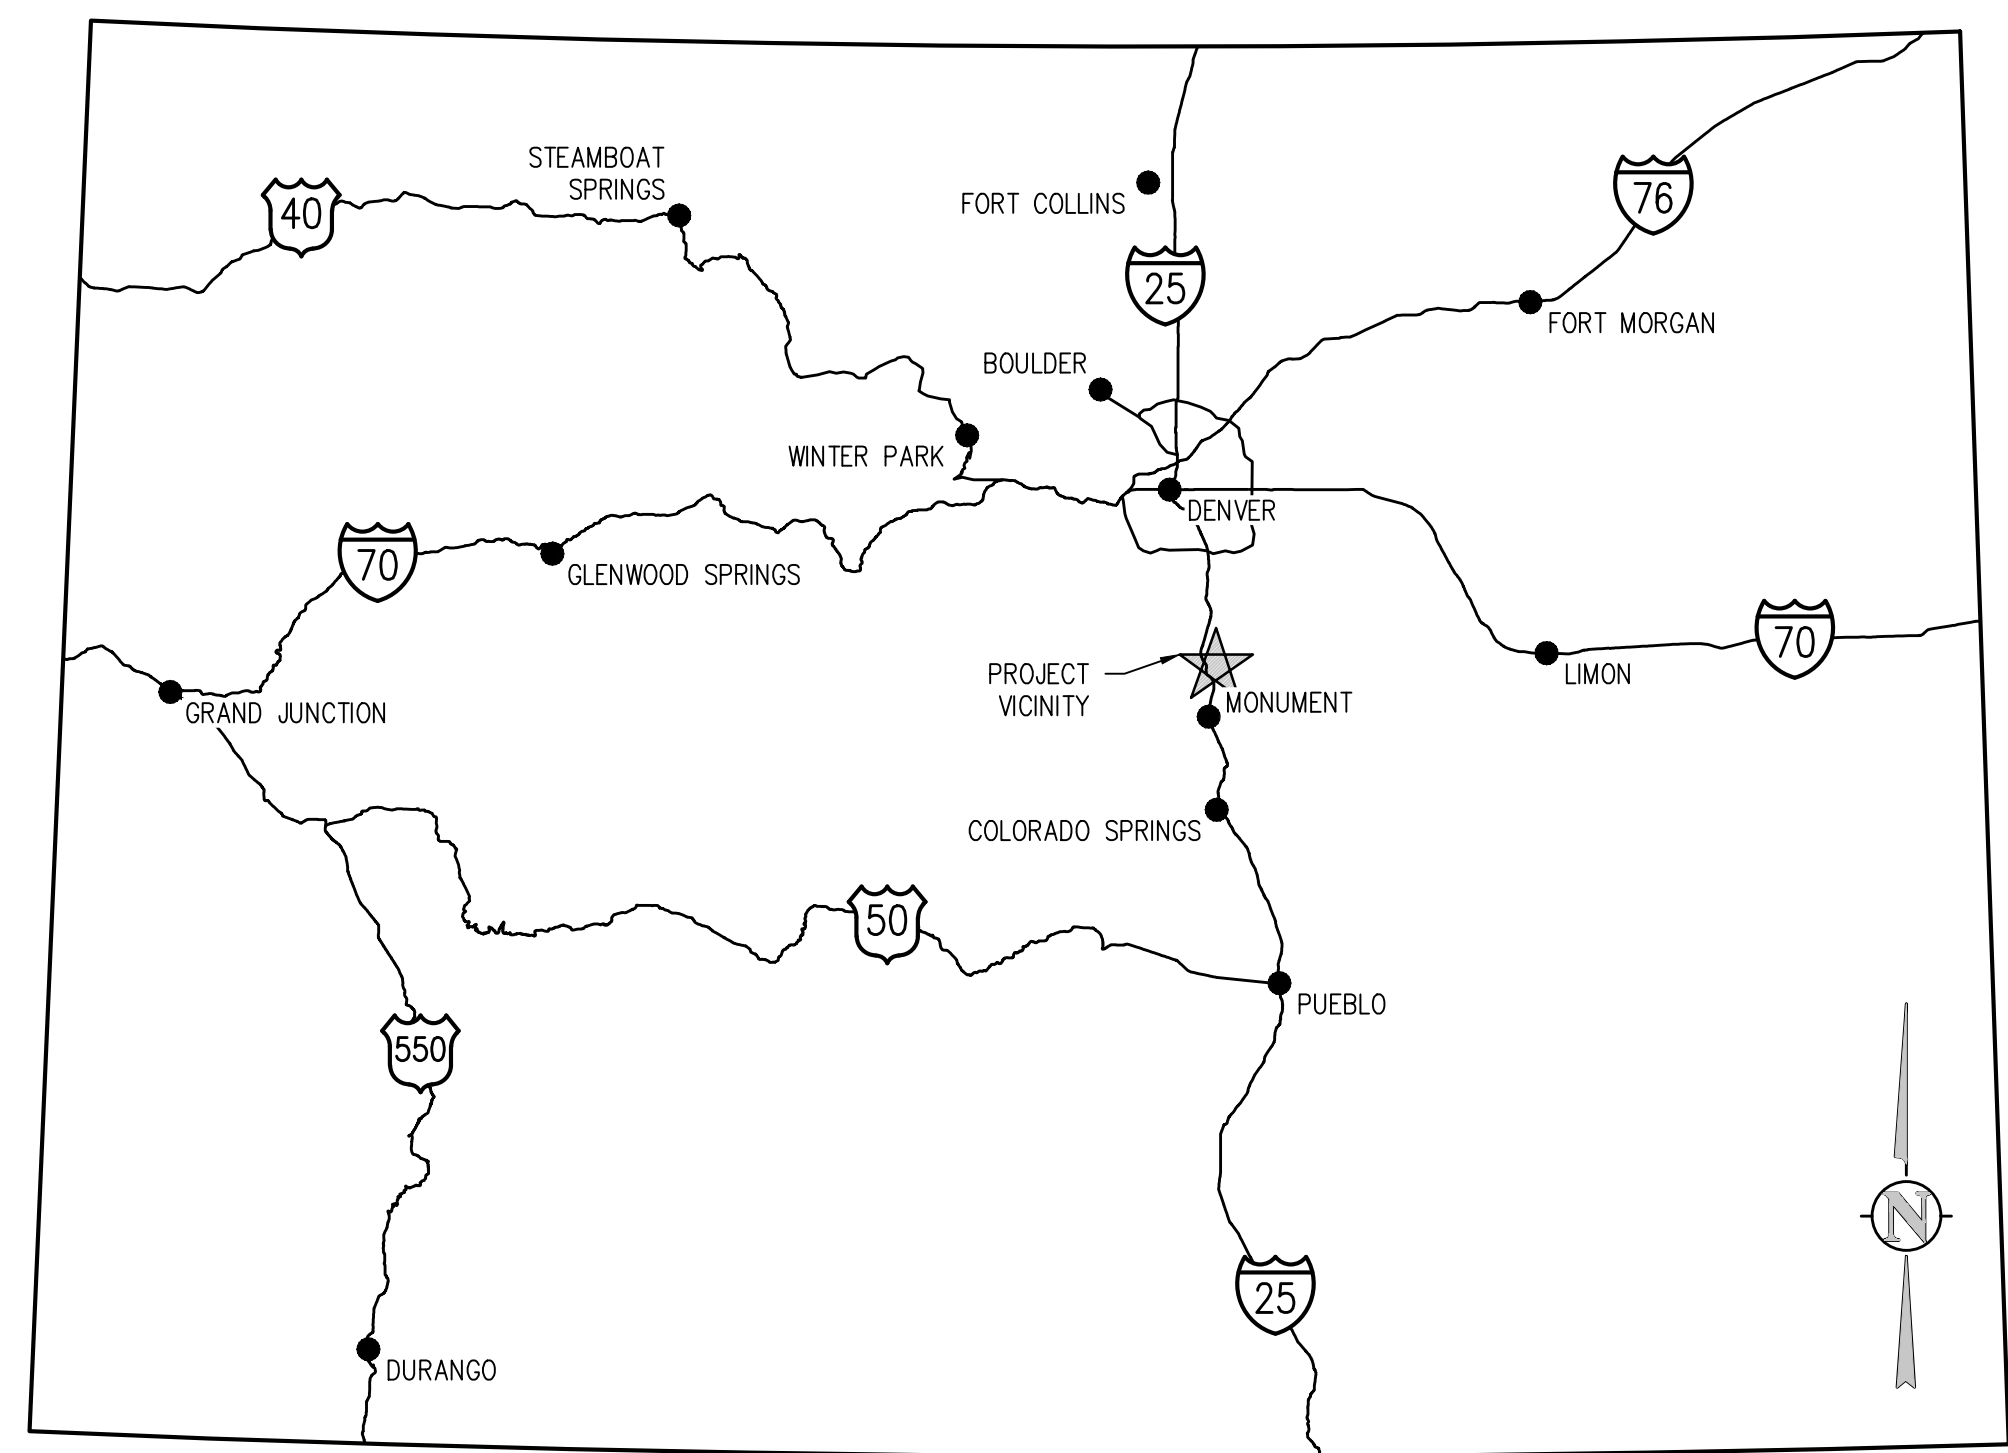 STEAMBOAT
SPRINGS
40
FORT COLLINS
76
25
FORT MORGAN
BOULDER
WINTER PARK
DENVER
70
GLENWOOD SPRINGS
70
LIMON
PROJECT
VICINITY
MONUMENT
GRAND JUNCTION
COLORADO SPRINGS
50
PUEBLO
550
N
25
DURANGO